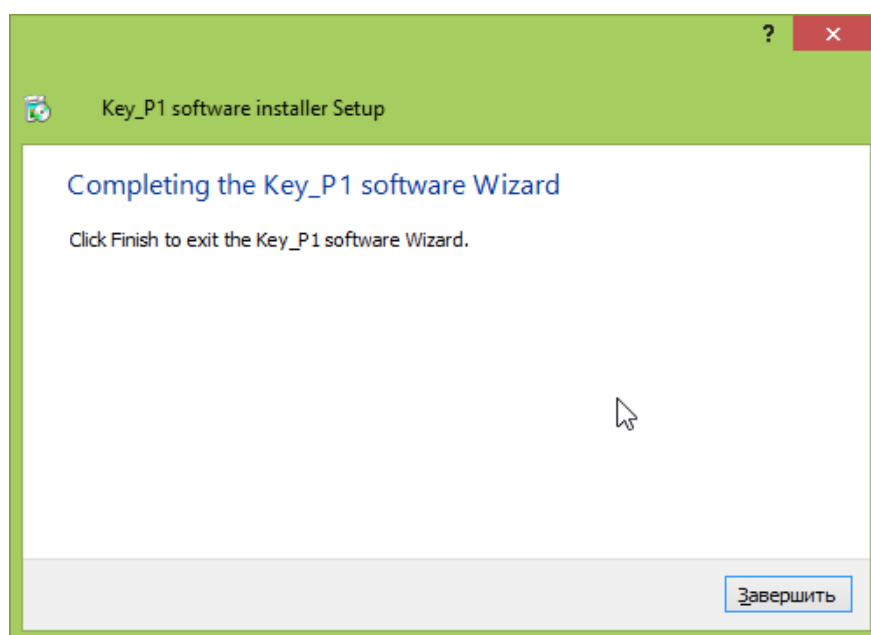 ?
Key_P1 software installer Setup
Completing the Key_P1 software Wizard
Click Finish to exit the Key_P1 software Wizard.
Завершить